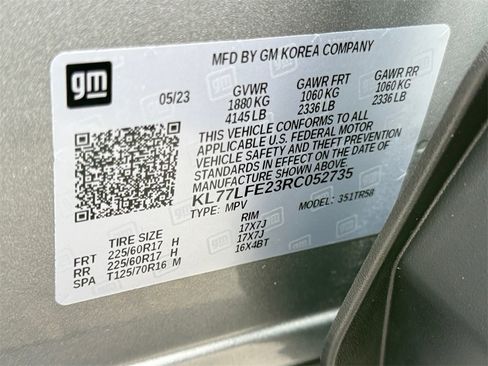 gm
MFD BY GM KOREA COMPANY
05/23 GVWR GAWR FRT GAWR RR
1880 KG 1060 KG 1060 KG
4145 LB 2336 LB 2336 LB
THIS VEHICLE CONFORMS TO ALL
APPLICABLE U.S. FEDERAL MOTOR
VEHICLE SAFETY AND THEFT PREVENTION
STANDARDS IN EFFECT ON THE DATE OF
MANUFACTURE SHOWN ABOVE.
KL77LFE23RC052735
TYPE: MPV MODEL: 351TR58
TIRE SIZE RIM
FRT 225/60R17 H 17X7J
RR 225/60R17 H 17X7J
SPA T125/70R16 M 16X4BT